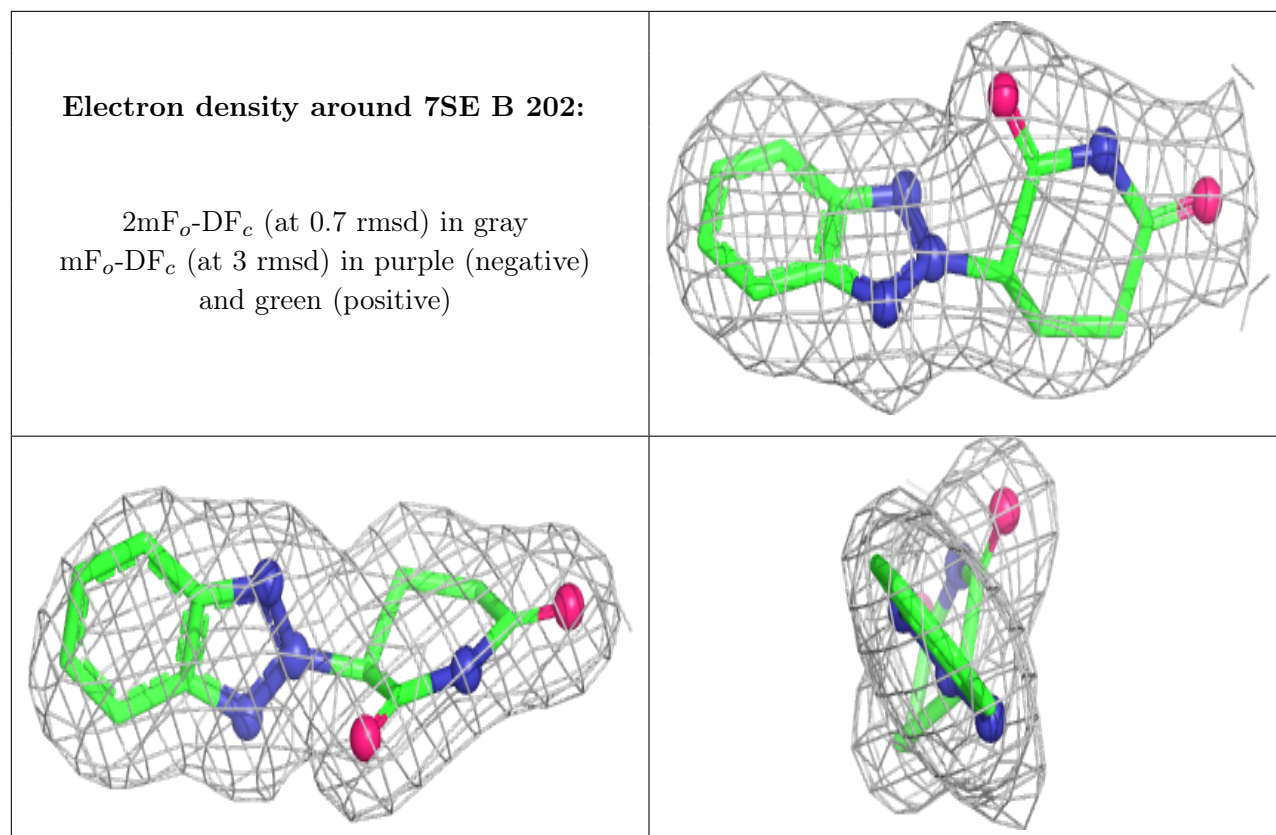 Electron density around 7SE B 202:
2mFₒ-DF𝒸 (at 0.7 rmsd) in gray
mFₒ-DF𝒸 (at 3 rmsd) in purple (negative)
and green (positive)